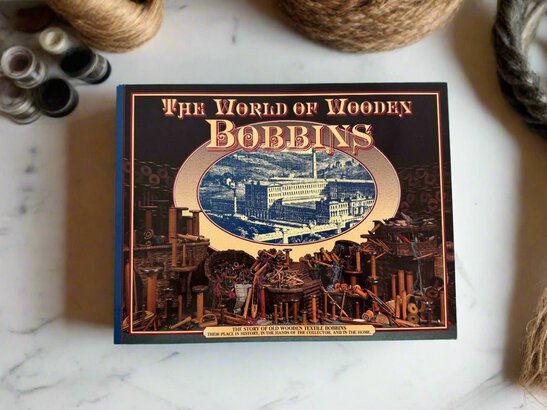 THE WORLD OF WOODEN
BOBBINS
THE STORY OF OLD WOODEN TEXTILE BOBBINS
THEIR PLACE IN HISTORY, IN THE HANDS OF THE COLLECTOR, AND IN THE HOME.